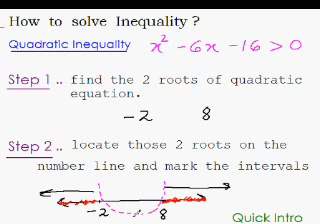 How to solve Inequality ?
Quadratic Inequality x² - 6x - 16 > 0
Step 1 .. find the 2 roots of quadratic
equation.
-2 8
Step 2 .. locate those 2 roots on the
number line and mark the intervals
-2 8
Quick Intro